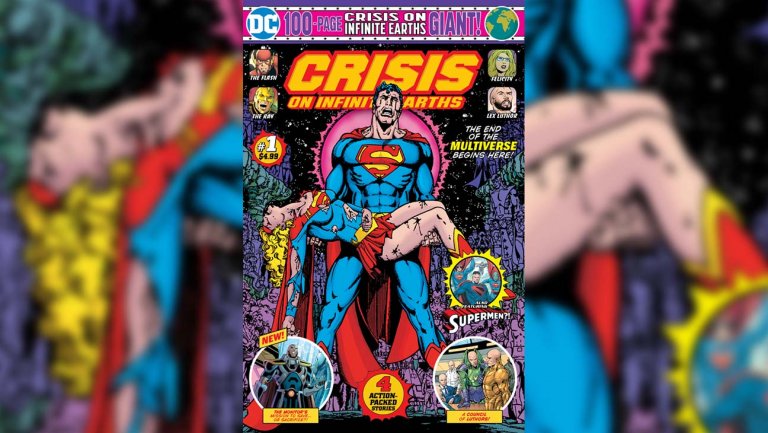 DC 100-PAGE CRISIS ON INFINITE EARTHS GIANT!
THE FLASH
THE RAY
CRISIS
ON INFINITE EARTHS
FELICITY
LEX LUTHOR
#1
$4.99
THE END
OF THE
MULTIVERSE
BEGINS HERE!
ALSO
FEATURING
SUPERMEN?!
NEW!
THE MONITOR'S
MISSION TO SAVE...
OR SACRIFICE?!
4
ACTION-
PACKED
STORIES
A COUNCIL
OF LUTHORS!